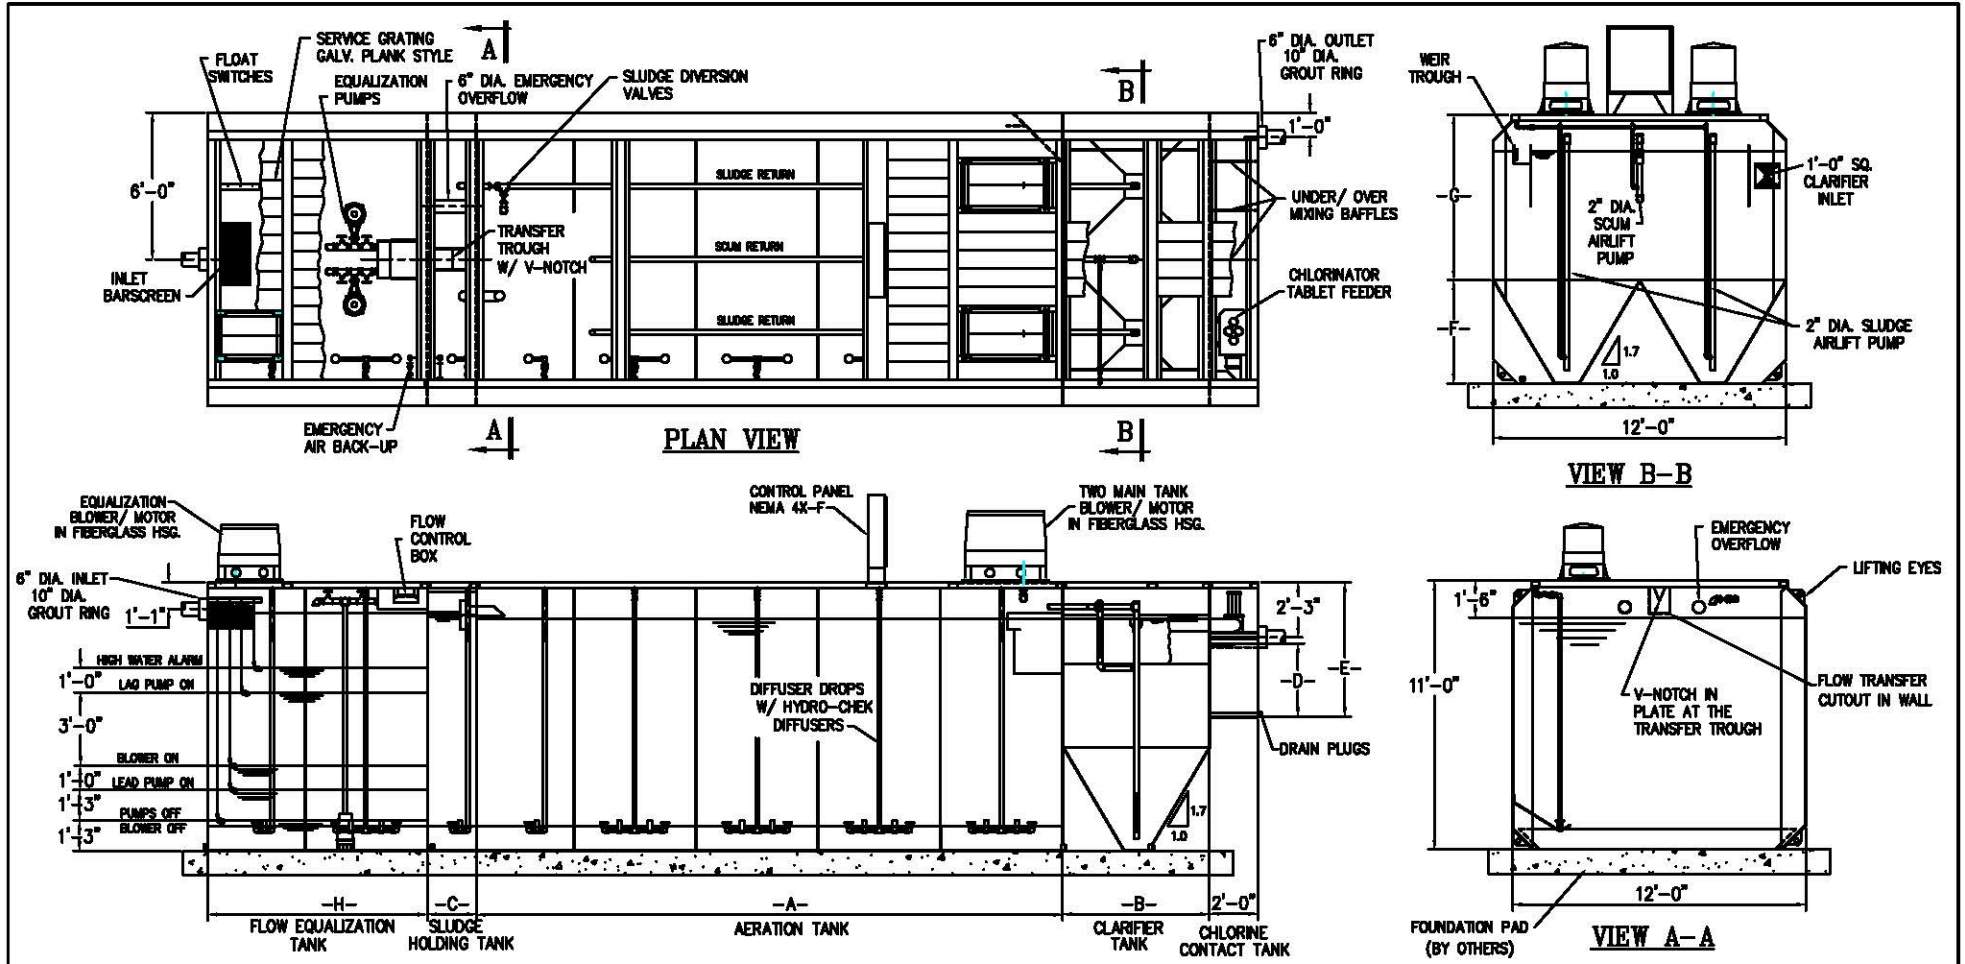 FLOAT
SWITCHES
SERVICE GRATING
GALV. PLANK STYLE
EQUALIZATION
PUMPS
A
6" DIA. EMERGENCY
OVERFLOW
SLUDGE DIVERSION
VALVES
B
6" DIA. OUTLET
10" DIA.
GROUT RING
1'-0"
6'-0"
SLUDGE RETURN
TRANSFER
TROUGH
W/ V-NOTCH
SCUM RETURN
UNDER/ OVER
MIXING BAFFLES
INLET
BARSCREEN
CHLORINATOR
TABLET FEEDER
SLUDGE RETURN
EMERGENCY
AIR BACK-UP
A
PLAN VIEW
B
WEIR
TROUGH
1'-0" SQ.
CLARIFIER
INLET
-G-
2" DIA.
SCUM
AIRLIFT
PUMP
-F-
1.7
1.0
2" DIA. SLUDGE
AIRLIFT PUMP
12'-0"
VIEW B-B
EQUALIZATION
BLOWER/ MOTOR
IN FIBERGLASS HSG.
FLOW
CONTROL
BOX
CONTROL PANEL
NEMA 4X-F
TWO MAIN TANK
BLOWER/ MOTOR
IN FIBERGLASS HSG.
6" DIA. INLET
10" DIA.
GROUT RING
1'-1"
2'-3"
-E-
-D-
HIGH WATER ALARM
1'-0"
LAG PUMP ON
3'-0"
BLOWER ON
1'-0"
LEAD PUMP ON
1'-3"
PUMPS OFF
BLOWER OFF
1'-3"
DIFFUSER DROPS
W/ HYDRO-CHEK
DIFFUSERS
DRAIN PLUGS
1.7
1.0
-H-
FLOW EQUALIZATION
TANK
-C-
SLUDGE
HOLDING TANK
-A-
AERATION TANK
-B-
CLARIFIER
TANK
2'-0"
CHLORINE
CONTACT TANK
EMERGENCY
OVERFLOW
LIFTING EYES
1'-6"
11'-0"
V-NOTCH IN
PLATE AT THE
TRANSFER TROUGH
FLOW TRANSFER
CUTOUT IN WALL
12'-0"
FOUNDATION PAD
(BY OTHERS)
VIEW A-A